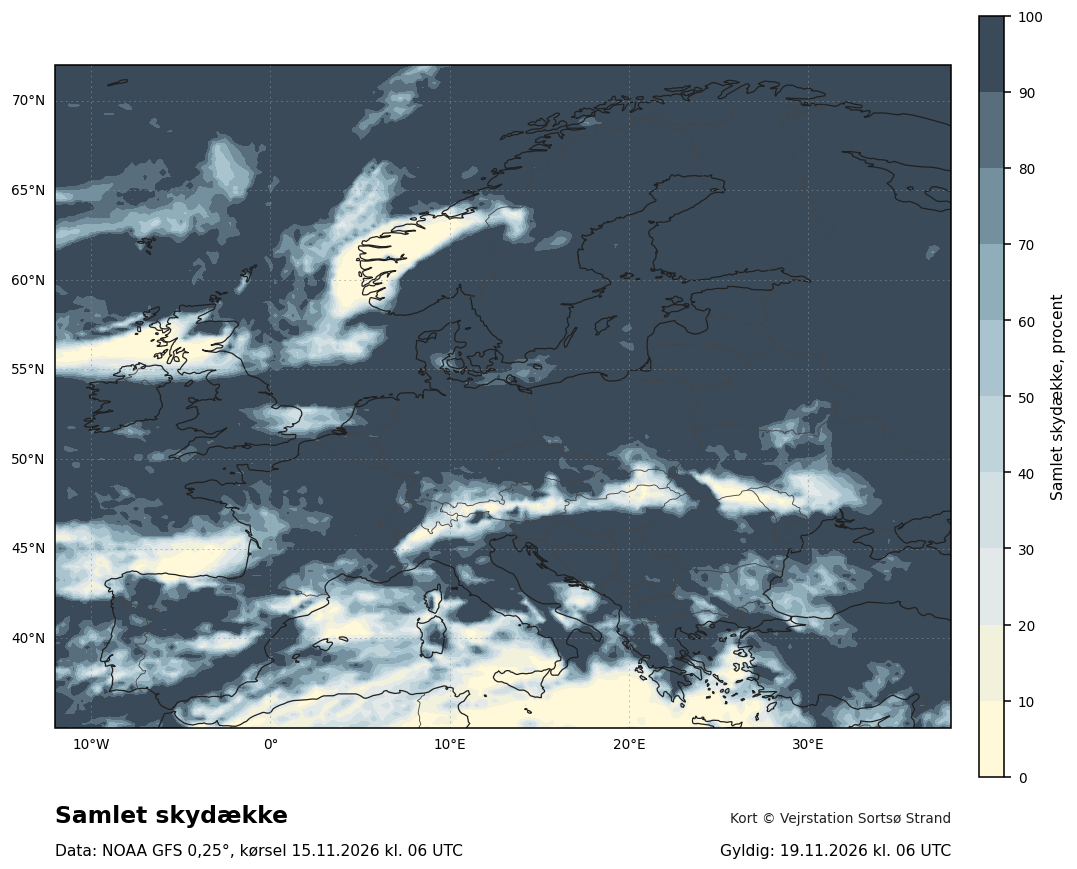 100
90
80
70
60
50
40
30
20
10
0
Samlet skydække, procent
70°N
65°N
60°N
55°N
50°N
45°N
40°N
10°W
0°
10°E
20°E
30°E
Samlet skydække
Kort © Vejrstation Sortsø Strand
Data: NOAA GFS 0,25°, kørsel 15.11.2026 kl. 06 UTC
Gyldig: 19.11.2026 kl. 06 UTC